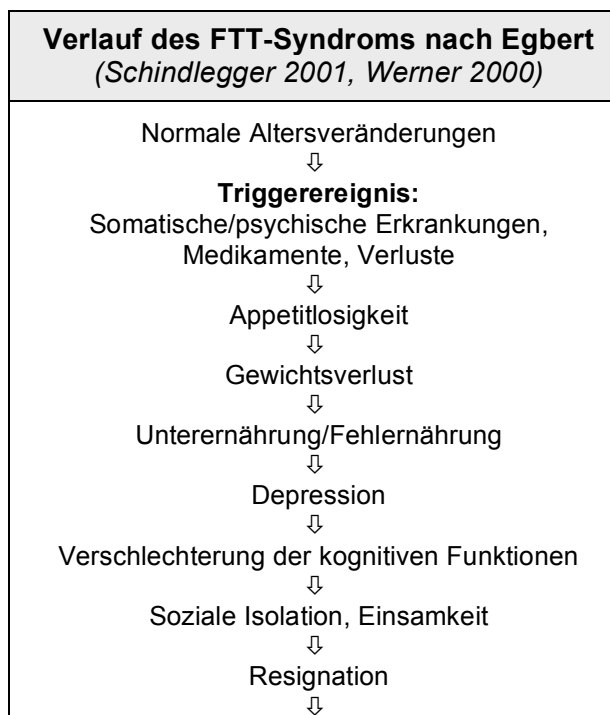 Verlauf des FTT-Syndroms nach Egbert
(Schindlegger 2001, Werner 2000)
Normale Altersveränderungen
⇩
Triggerereignis:
Somatische/psychische Erkrankungen,
Medikamente, Verluste
⇩
Appetitlosigkeit
⇩
Gewichtsverlust
⇩
Unterernährung/Fehlernährung
⇩
Depression
⇩
Verschlechterung der kognitiven Funktionen
⇩
Soziale Isolation, Einsamkeit
⇩
Resignation
⇩